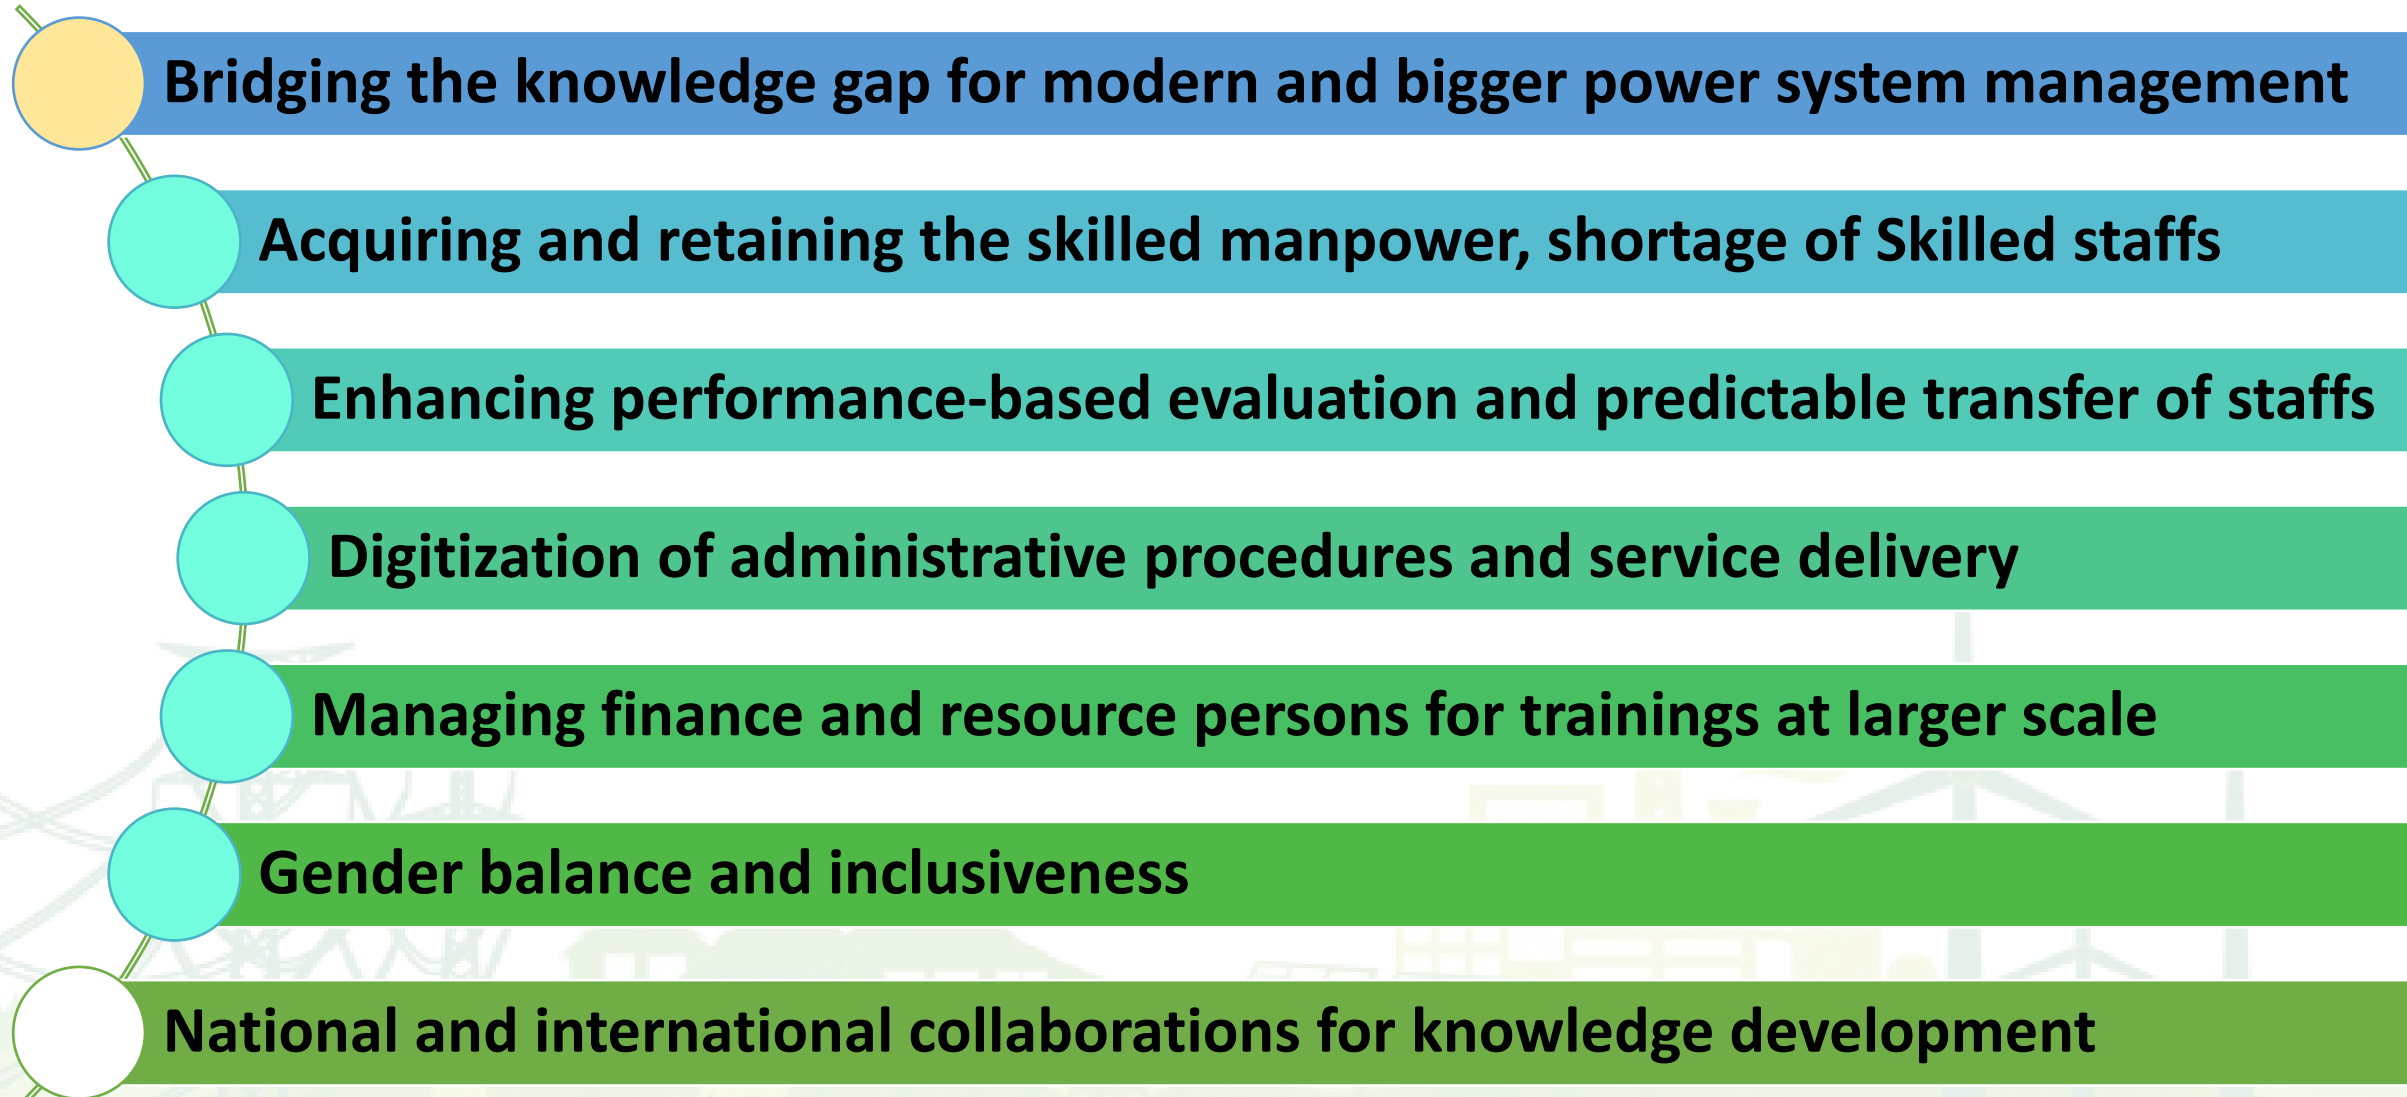 Bridging the knowledge gap for modern and bigger power system management
Acquiring and retaining the skilled manpower, shortage of Skilled staffs
Enhancing performance-based evaluation and predictable transfer of staffs
Digitization of administrative procedures and service delivery
Managing finance and resource persons for trainings at larger scale
Gender balance and inclusiveness
National and international collaborations for knowledge development